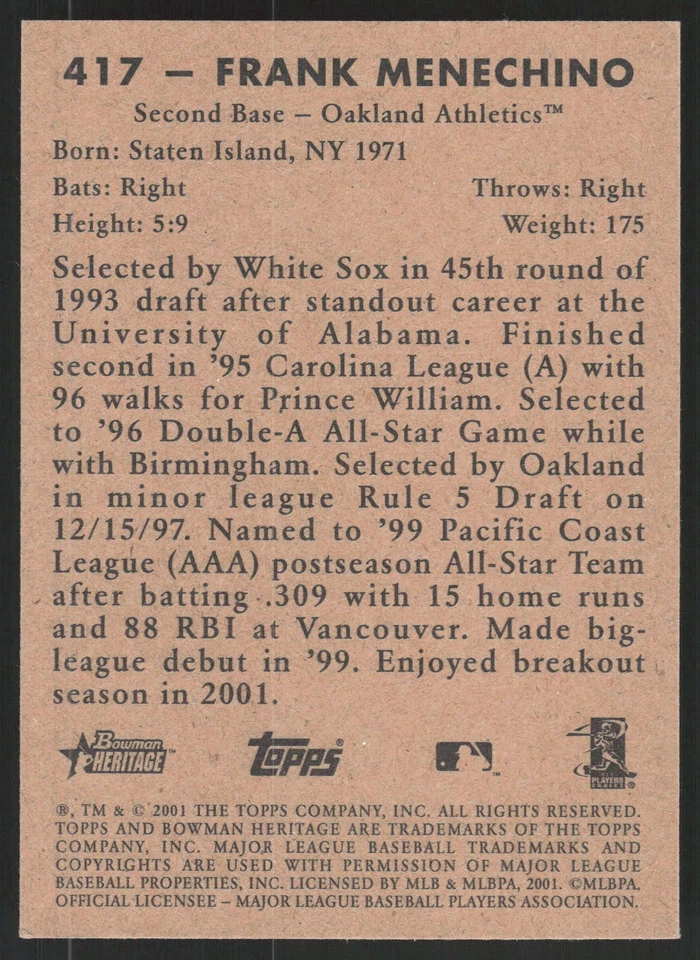 417 – FRANK MENECHINO
Second Base – Oakland Athletics™
Born: Staten Island, NY 1971
Bats: Right Throws: Right
Height: 5:9 Weight: 175
Selected by White Sox in 45th round of
1993 draft after standout career at the
University of Alabama. Finished
second in ’95 Carolina League (A) with
96 walks for Prince William. Selected
to ’96 Double-A All-Star Game while
with Birmingham. Selected by Oakland
in minor league Rule 5 Draft on
12/15/97. Named to ’99 Pacific Coast
League (AAA) postseason All-Star Team
after batting .309 with 15 home runs
and 88 RBI at Vancouver. Made big-
league debut in ’99. Enjoyed breakout
season in 2001.
Bowman
HERITAGE™
Topps®
™
PLAYERS
CHOICE®
®, TM & © 2001 THE TOPPS COMPANY, INC. ALL RIGHTS RESERVED.
TOPPS AND BOWMAN HERITAGE ARE TRADEMARKS OF THE TOPPS
COMPANY, INC. MAJOR LEAGUE BASEBALL TRADEMARKS AND
COPYRIGHTS ARE USED WITH PERMISSION OF MAJOR LEAGUE
BASEBALL PROPERTIES, INC. LICENSED BY MLB & MLBPA, 2001. ©MLBPA.
OFFICIAL LICENSEE – MAJOR LEAGUE BASEBALL PLAYERS ASSOCIATION.